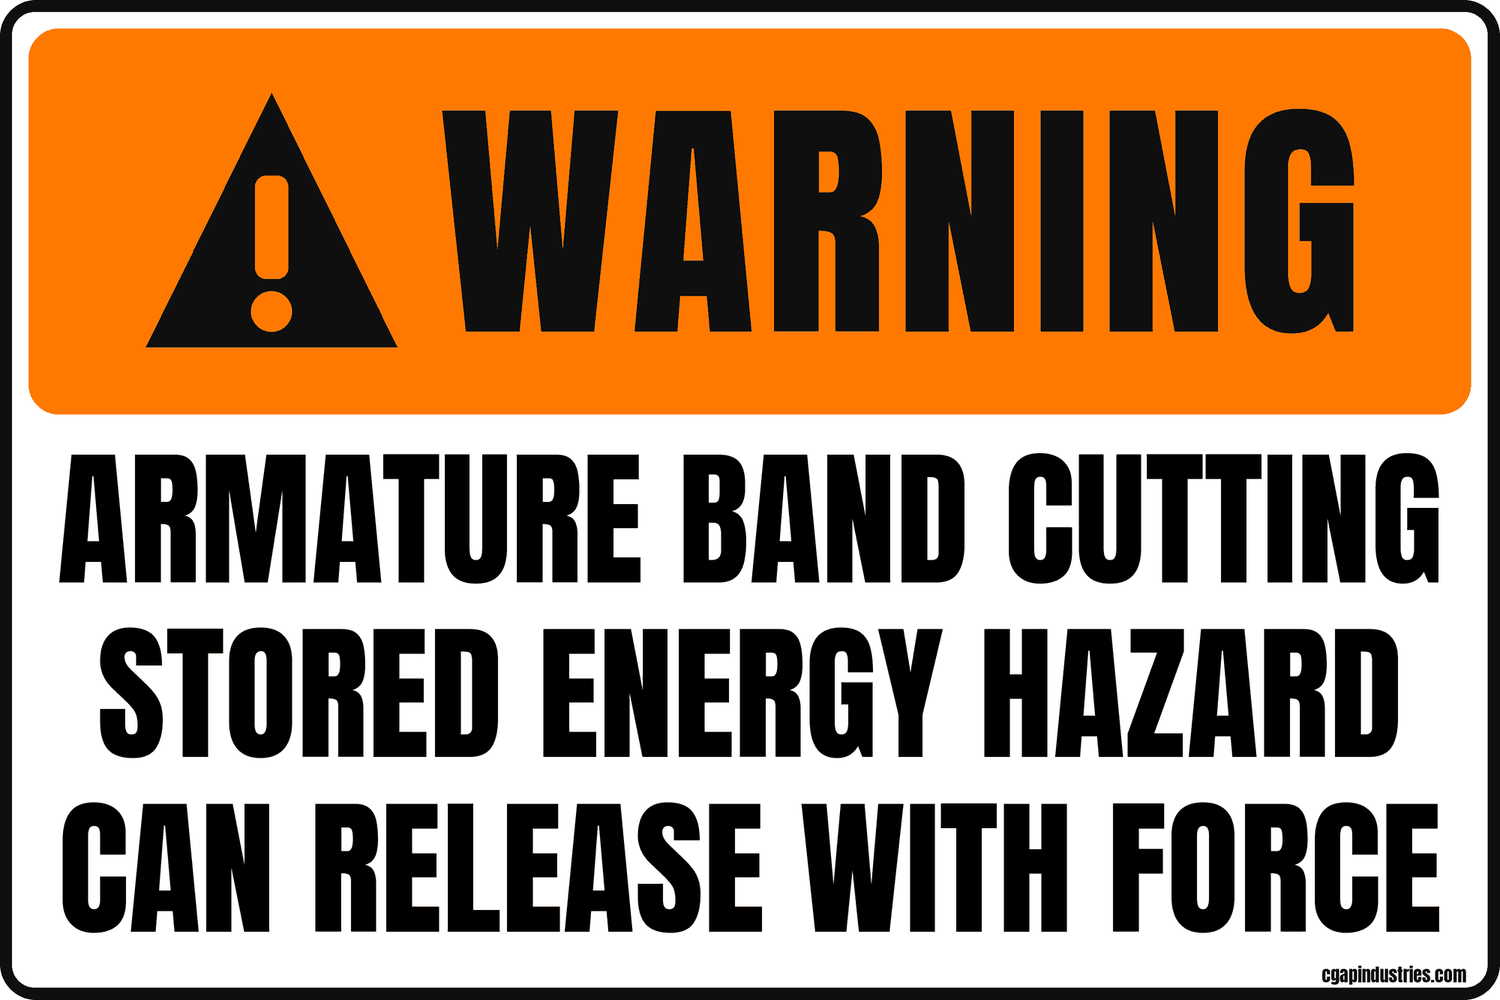 WARNING
ARMATURE BAND CUTTING
STORED ENERGY HAZARD
CAN RELEASE WITH FORCE
cgapindustries.com